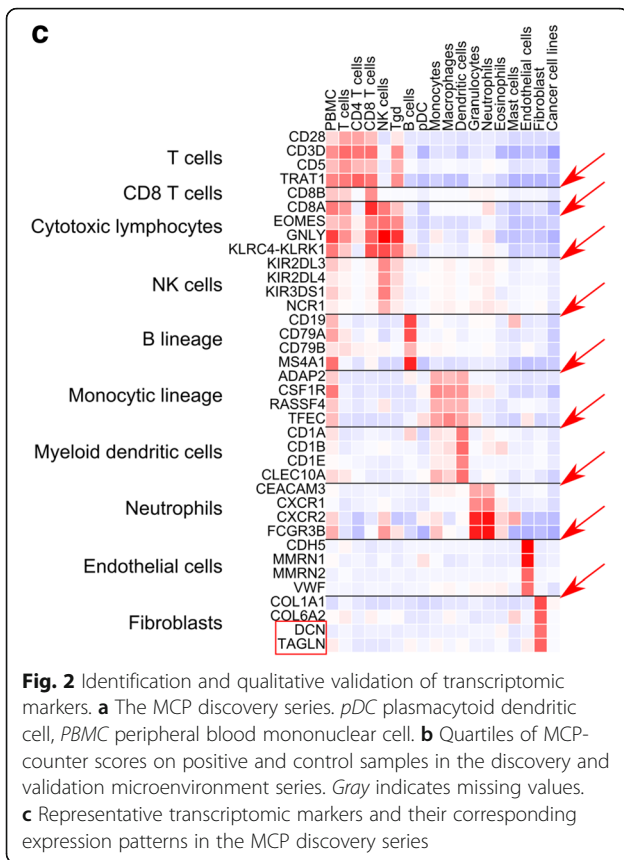 c
PBMC
T cells
CD4 T cells
CD8 T cells
NK cells
Tgd
B cells
pDC
Monocytes
Macrophages
Dendritic cells
Granulocytes
Neutrophils
Eosinophils
Mast cells
Endothelial cells
Fibroblast
Cancer cell lines
T cells
CD28
CD3D
CD5
TRAT1
CD8 T cells
CD8B
Cytotoxic lymphocytes
CD8A
EOMES
GNLY
KLRC4-KLRK1
NK cells
KIR2DL3
KIR2DL4
KIR3DS1
NCR1
B lineage
CD19
CD79A
CD79B
MS4A1
Monocytic lineage
ADAP2
CSF1R
RASSF4
TFEC
Myeloid dendritic cells
CD1A
CD1B
CD1E
CLEC10A
Neutrophils
CEACAM3
CXCR1
CXCR2
FCGR3B
Endothelial cells
CDH5
MMRN1
MMRN2
VWF
Fibroblasts
COL1A1
COL6A2
DCN
TAGLN
Fig. 2 Identification and qualitative validation of transcriptomic
markers. a The MCP discovery series. pDC plasmacytoid dendritic
cell, PBMC peripheral blood mononuclear cell. b Quartiles of MCP-
counter scores on positive and control samples in the discovery and
validation microenvironment series. Gray indicates missing values.
c Representative transcriptomic markers and their corresponding
expression patterns in the MCP discovery series